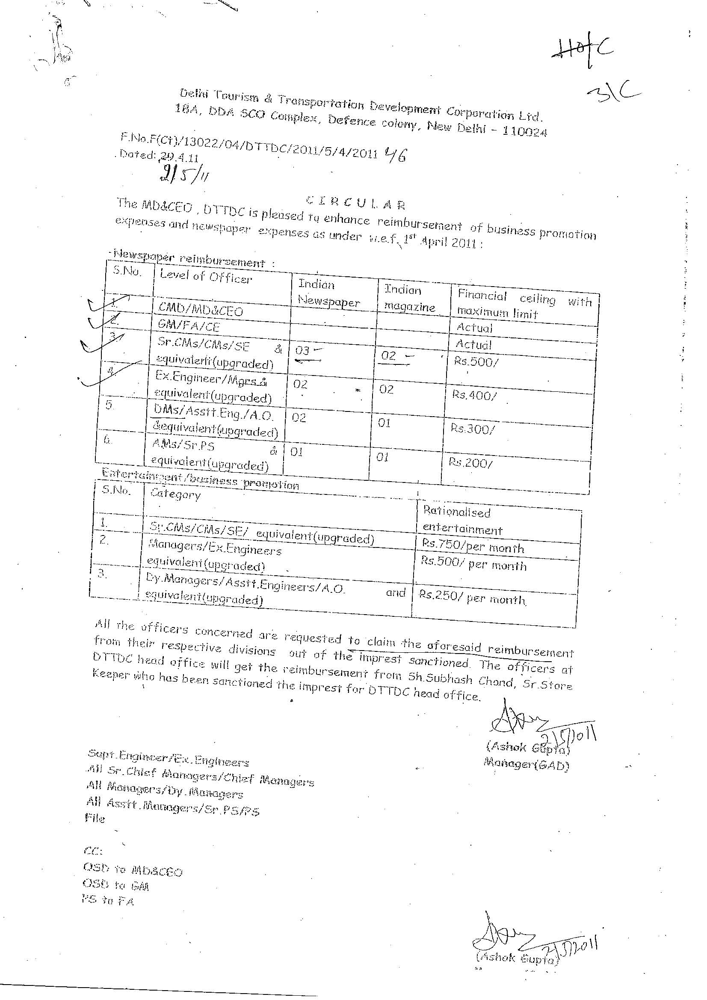 HofC
3\C
Delhi Tourism & Transportation Development Corporation Ltd.
18A, DDA SCO Complex, Defence colony, New Delhi - 110024
F.No.F(Ct)/13022/04/DTTDC/2011/5/4/2011 46
Dated: 29.4.11
2/5/11
C I R C U L A R
The MD&CEO , DTTDC is pleased to enhance reimbursement of business promotion
expenses and newspaper expenses as under w.e.f. 1st April 2011 :
-Newspaper reimbursement :
S.No. Level of Officer Indian Newspaper Indian magazine Financial ceiling with maximum limit
1. CMD/MD&CEO Actual
2. GM/FA/CE Actual
3. Sr.CMs/CMs/SE & equivalent(upgraded) 03 02 Rs.500/
4. Ex.Engineer/Mgrs.& equivalent(upgraded) 02 02 Rs.400/
5. DMs/Asstt.Eng./A.O. &equivalent(upgraded) 02 01 Rs.300/
6. AMs/Sr.PS & equivalent(upgraded) 01 01 Rs.200/
Entertainment/business promotion
S.No. Category Rationalised entertainment
1. Sr.CMs/CMs/SE/ equivalent(upgraded) Rs.750/per month
2. Managers/Ex.Engineers equivalent(upgraded) Rs.500/ per month
3. Dy.Managers/Asstt.Engineers/A.O. and equivalent(upgraded) Rs.250/ per month
All the officers concerned are requested to claim the aforesaid reimbursement
from their respective divisions out of the imprest sanctioned. The officers at
DTTDC head office will get the reimbursement from Sh.Subhash Chand, Sr.Store
Keeper who has been sanctioned the imprest for DTTDC head office.
2/5/2011
(Ashok Gupta)
Manager(GAD)
Supt.Engineer/Ex.Engineers
All Sr.Chief Managers/Chief Managers
All Managers/Dy.Managers
All Asstt.Managers/Sr.PS/PS
File
CC:
OSD to MD&CEO
OSD to GM
PS to FA
2/5/2011
(Ashok Gupta)